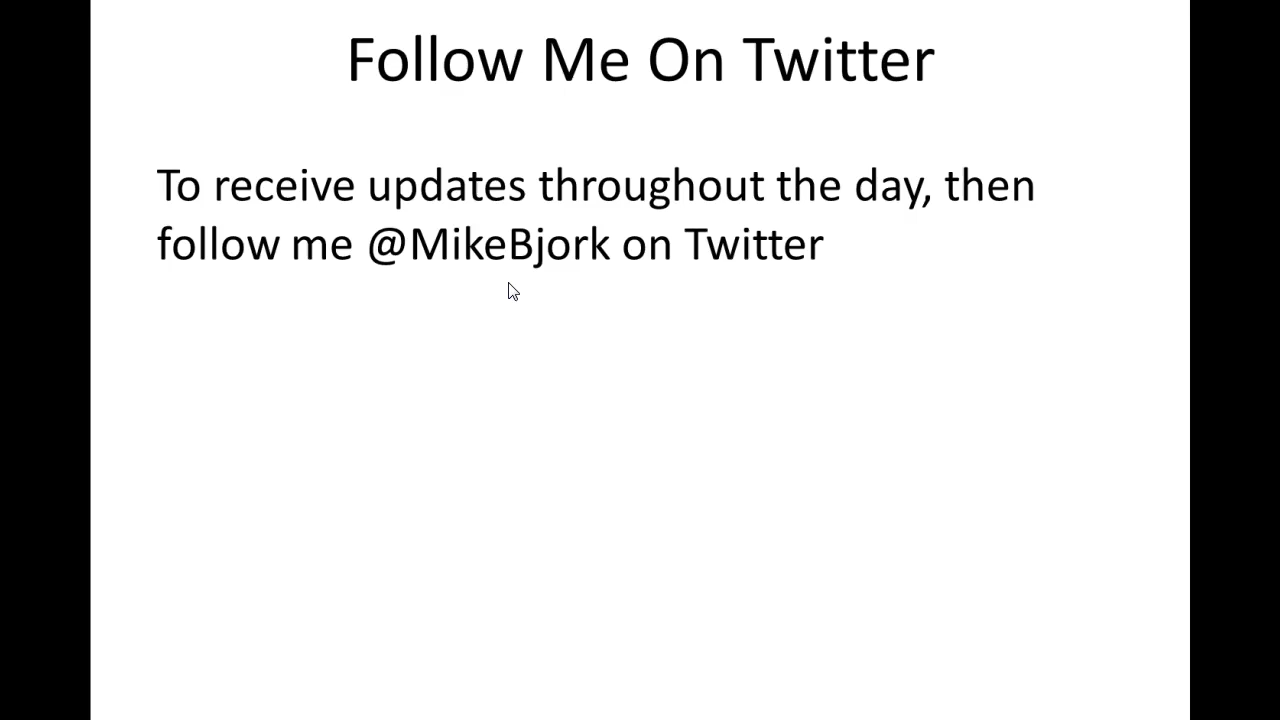 Follow Me On Twitter
To receive updates throughout the day, then
follow me @MikeBjork on Twitter